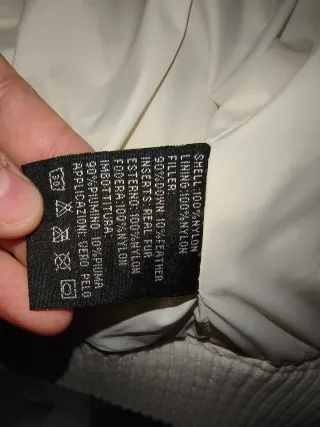 SHELL:100%NYLON
LINING:100%NYLON
FILLER:
90%DOWN 10%FEATHER
INSERTS:REAL FUR
ESTERNO:100%NYLON
FODERA:100%NYLON
IMBOTTITURA:
90%PIUMINO 10%PIUMA
APPLICAZION:VERO PELO